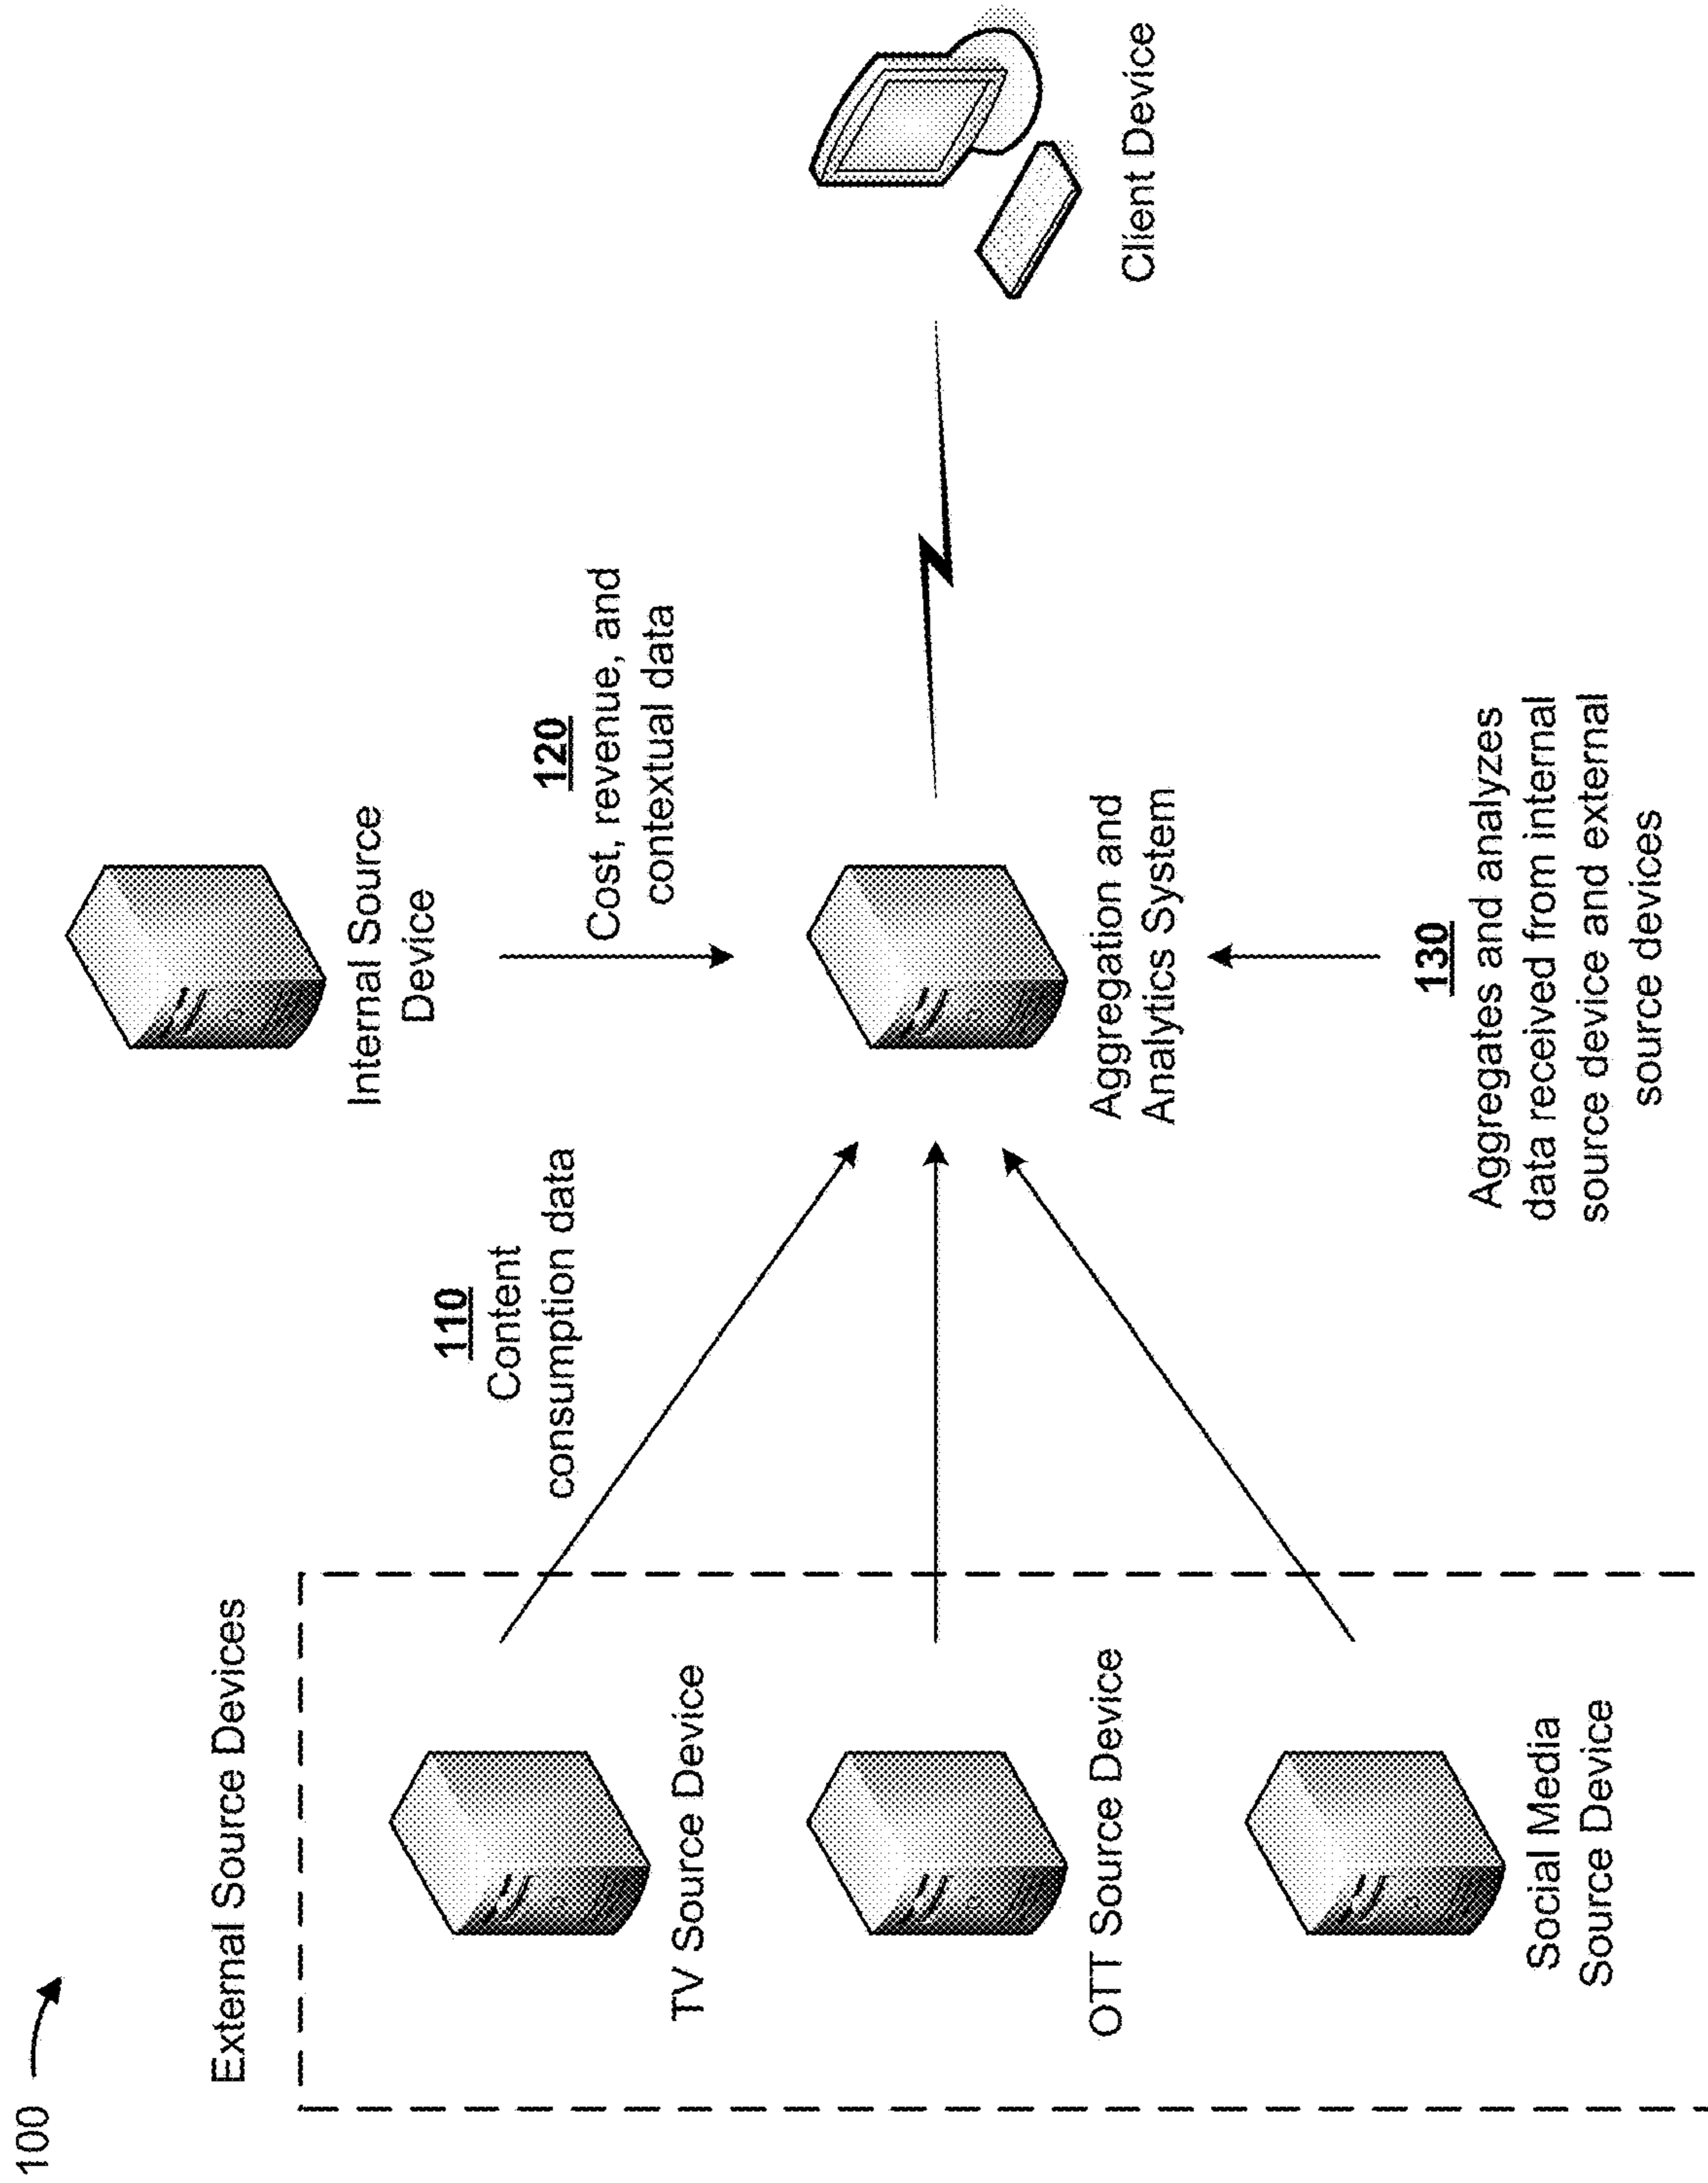 100
External Source Devices
TV Source Device
OTT Source Device
Social Media
Source Device
110
Content
consumption data
Internal Source
Device
120
Cost, revenue, and
contextual data
Aggregation and
Analytics System
130
Aggregates and analyzes
data received from internal
source device and external
source devices
Client Device